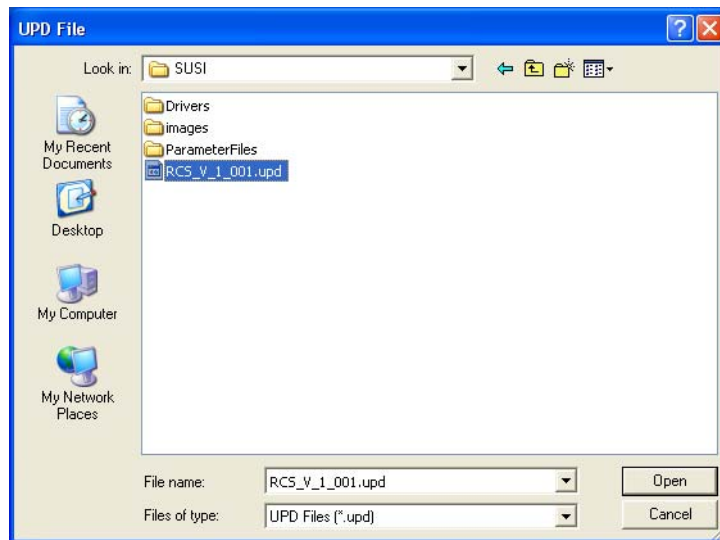 UPD File
Look in: SUSI
Drivers
images
ParameterFiles
RCS_V_1_001.upd
My Recent
Documents
Desktop
My Computer
My Network
Places
File name: RCS_V_1_001.upd Open
Files of type: UPD Files (*.upd) Cancel